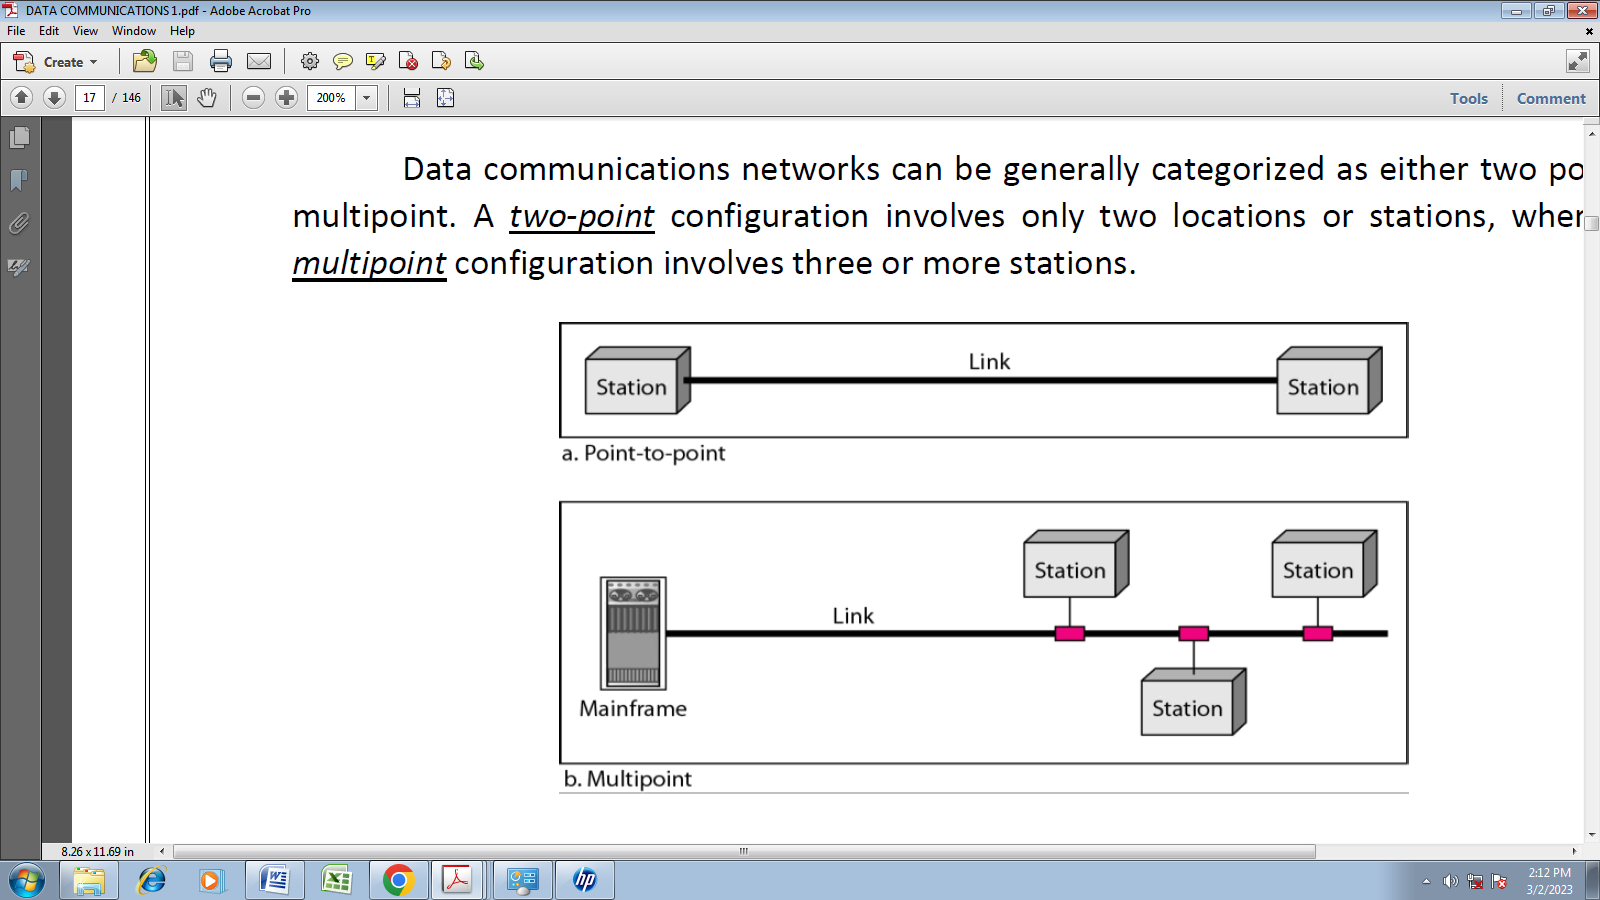 DATA COMMUNICATIONS 1.pdf - Adobe Acrobat Pro
File Edit View Window Help
Create
17 / 146 200% Tools Comment
Data communications networks can be generally categorized as either two po
multipoint. A two-point configuration involves only two locations or stations, wher
multipoint configuration involves three or more stations.
Link
Station Station
a. Point-to-point
Station Station
Link
Mainframe Station
b. Multipoint
8.26 x 11.69 in
2:12 PM
3/2/2023